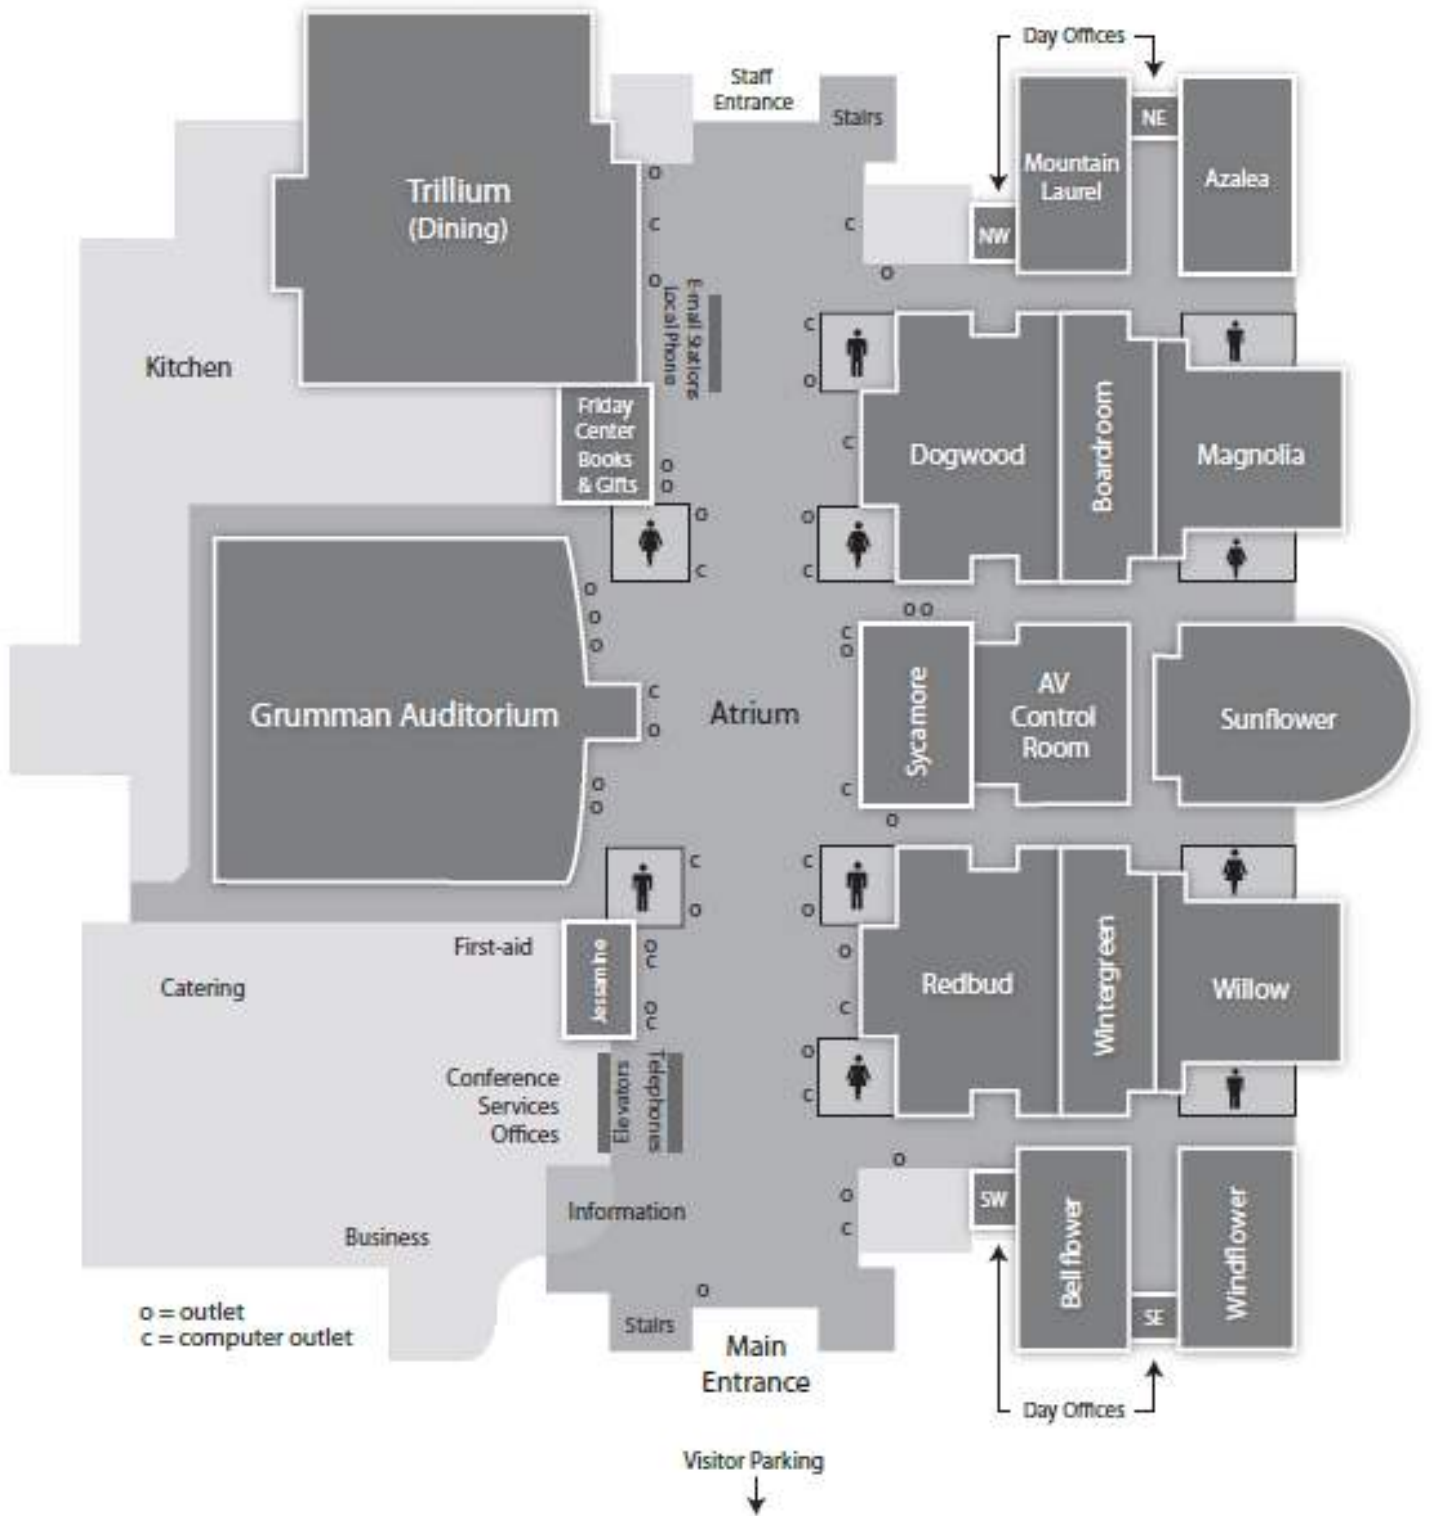 Day Offices
Staff
Entrance
Stairs
NE
Mountain
Laurel
Azalea
NW
Trillium
(Dining)
o
c
o
c
o
E-mail Stations
Local Phone
Kitchen
Friday
Center
Books
& Gifts
o
o
o
c
c
o
c
o
c
Dogwood
Boardroom
Magnolia
o
o
o
c
o
o
o
Grumman Auditorium
Atrium
o o
c
o
c
o
Sycamore
AV
Control
Room
Sunflower
c
o
c
o
o
c
o
c
First-aid
Jessamine
Catering
o
c
o
c
Redbud
Wintergreen
Willow
Conference
Services
Offices
Elevators
Telephones
o
c
o
o
c
Information
Business
SW
Bellflower
Windflower
SE
o
o = outlet
c = computer outlet
Stairs
Main
Entrance
Day Offices
Visitor Parking